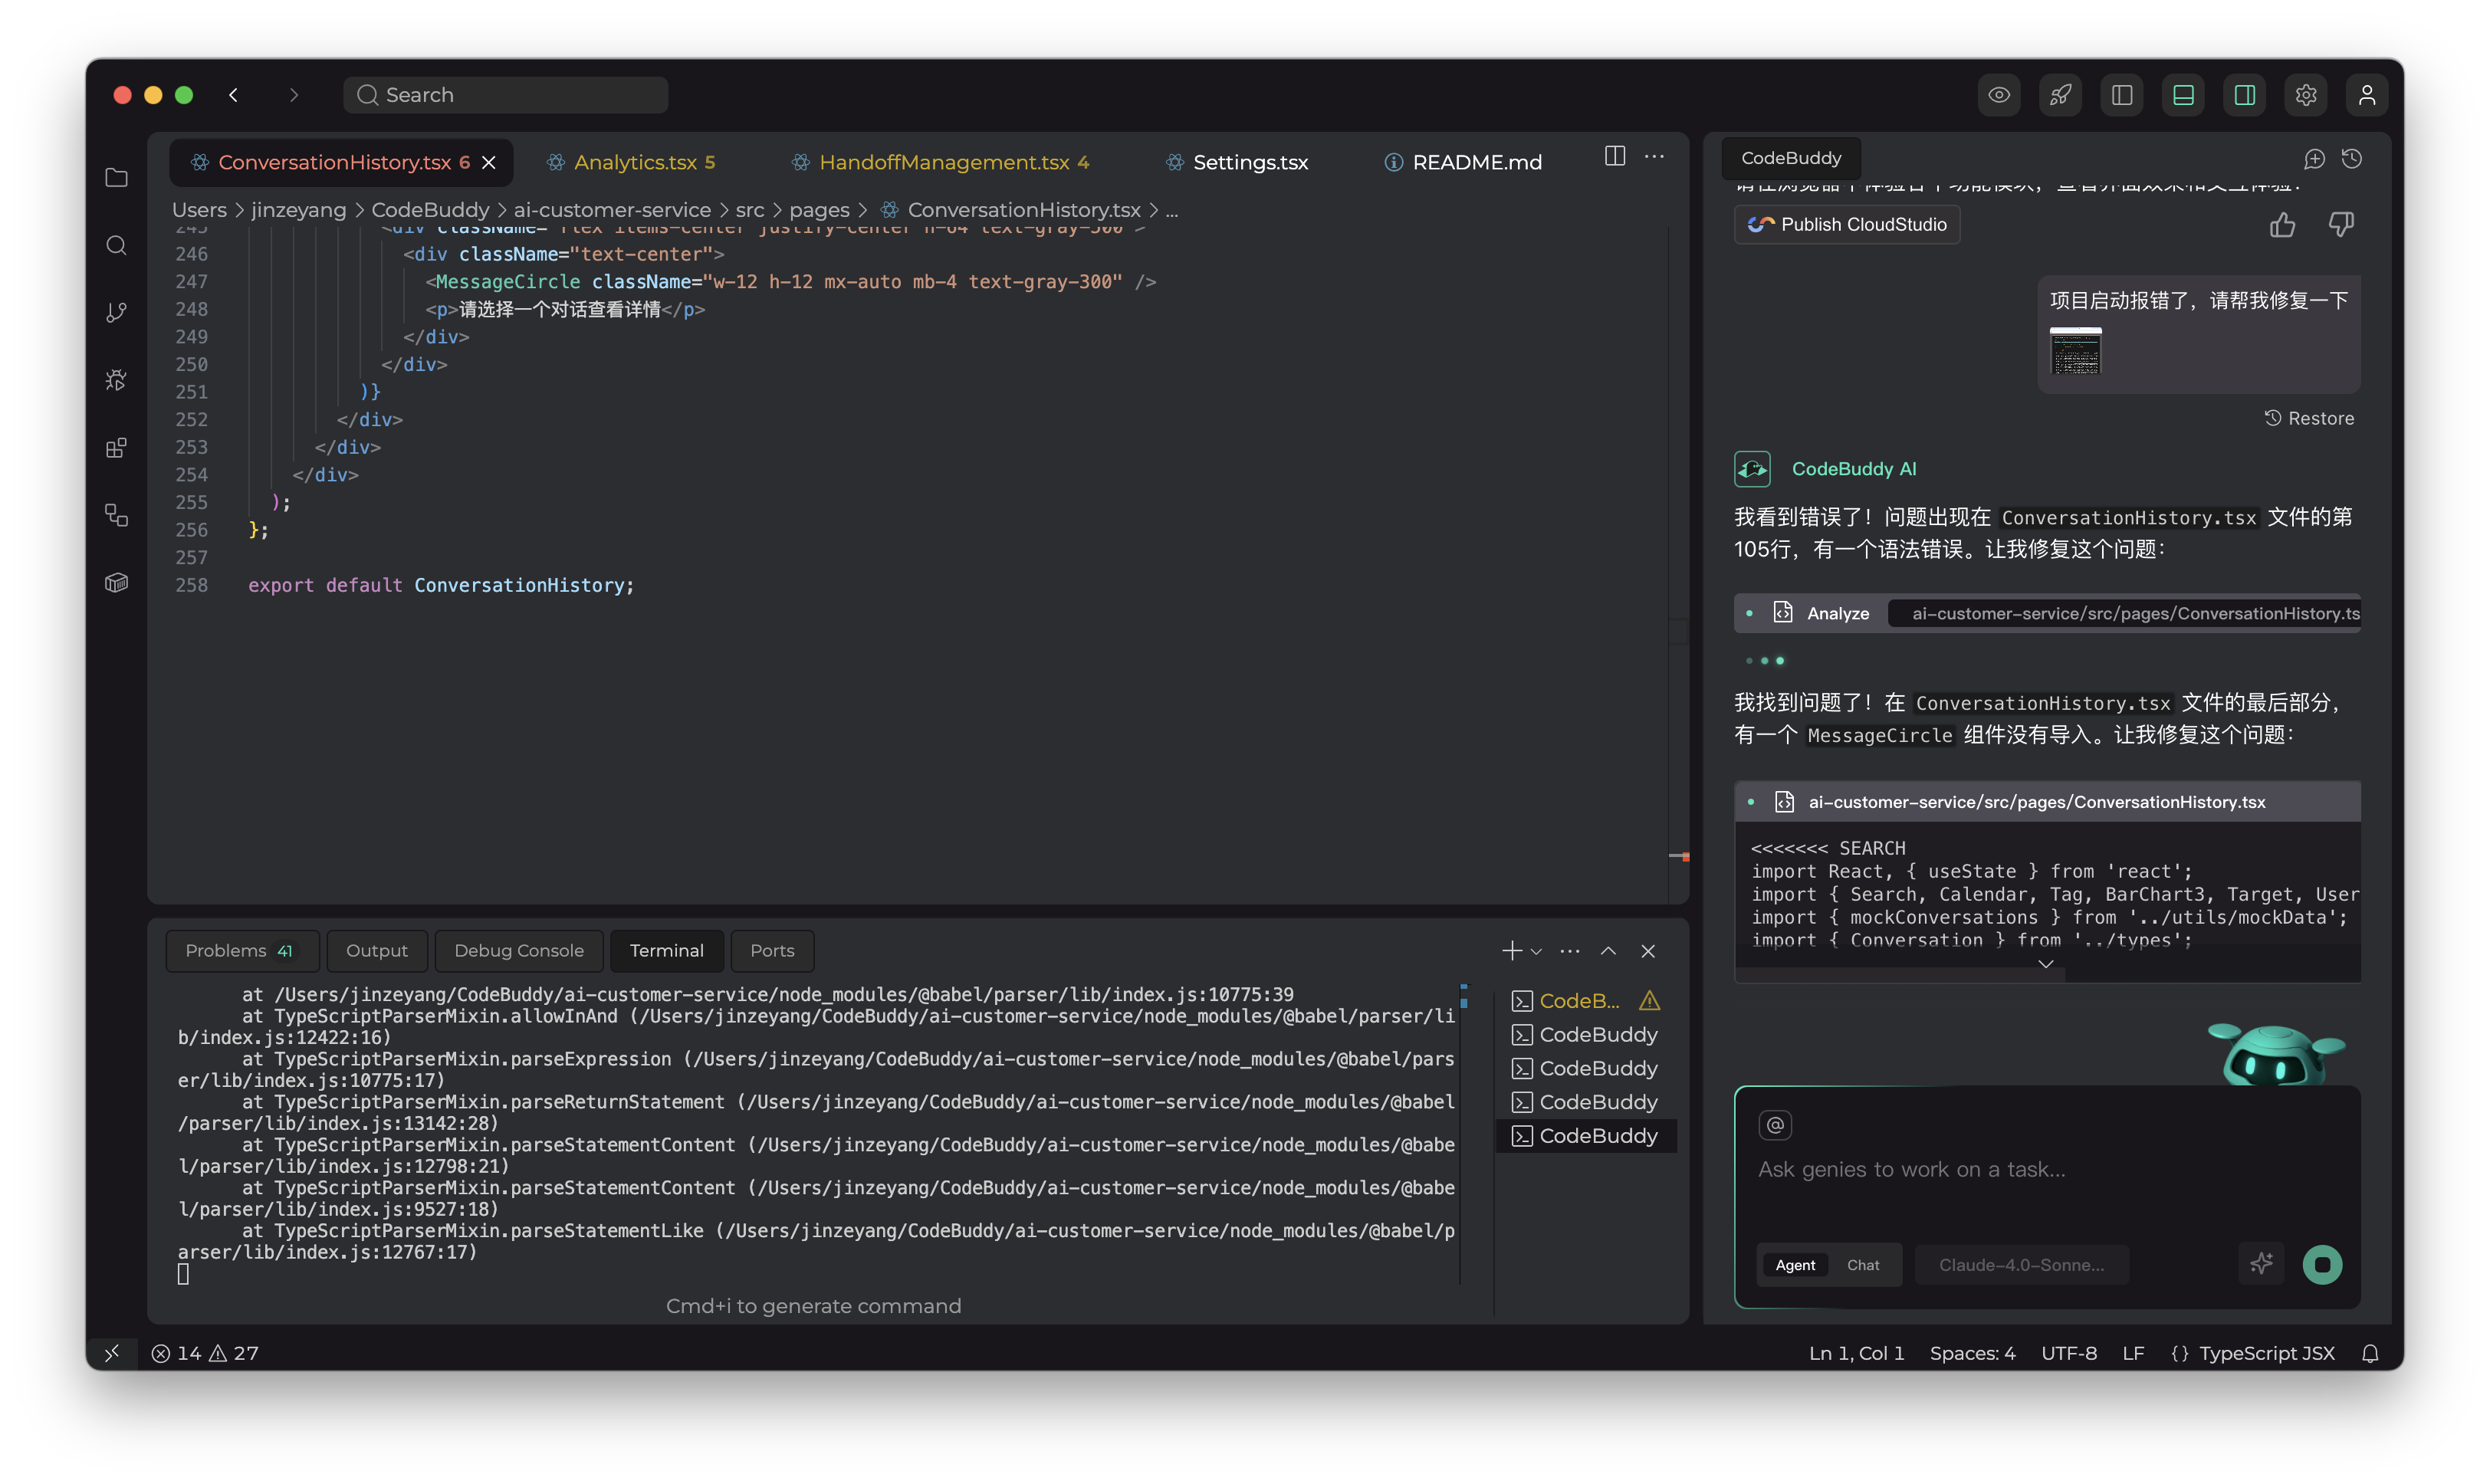 Search
ConversationHistory.tsx 6
Analytics.tsx 5
HandoffManagement.tsx 4
Settings.tsx
README.md
Users > jinzeyang > CodeBuddy > ai-customer-service > src > pages > ConversationHistory.tsx > ...
245 <div className="flex items-center justify-center h-64 text-gray-500">
246 <div className="text-center">
247 <MessageCircle className="w-12 h-12 mx-auto mb-4 text-gray-300" />
248 <p>请选择一个对话查看详情</p>
249 </div>
250 </div>
251 )}
252 </div>
253 </div>
254 </div>
255 );
256 };
257
258 export default ConversationHistory;
Problems 41
Output
Debug Console
Terminal
Ports
at /Users/jinzeyang/CodeBuddy/ai-customer-service/node_modules/@babel/parser/lib/index.js:10775:39
at TypeScriptParserMixin.allowInAnd (/Users/jinzeyang/CodeBuddy/ai-customer-service/node_modules/@babel/parser/li
b/index.js:12422:16)
at TypeScriptParserMixin.parseExpression (/Users/jinzeyang/CodeBuddy/ai-customer-service/node_modules/@babel/pars
er/lib/index.js:10775:17)
at TypeScriptParserMixin.parseReturnStatement (/Users/jinzeyang/CodeBuddy/ai-customer-service/node_modules/@babel
/parser/lib/index.js:13142:28)
at TypeScriptParserMixin.parseStatementContent (/Users/jinzeyang/CodeBuddy/ai-customer-service/node_modules/@babe
l/parser/lib/index.js:12798:21)
at TypeScriptParserMixin.parseStatementContent (/Users/jinzeyang/CodeBuddy/ai-customer-service/node_modules/@babe
l/parser/lib/index.js:9527:18)
at TypeScriptParserMixin.parseStatementLike (/Users/jinzeyang/CodeBuddy/ai-customer-service/node_modules/@babel/p
arser/lib/index.js:12767:17)
Cmd+i to generate command
CodeB...
CodeBuddy
CodeBuddy
CodeBuddy
CodeBuddy
CodeBuddy
Publish CloudStudio
项目启动报错了，请帮我修复一下
Restore
CodeBuddy AI
我看到错误了！问题出现在 ConversationHistory.tsx 文件的第
105行，有一个语法错误。让我修复这个问题：
Analyze ai-customer-service/src/pages/ConversationHistory.ts
我找到问题了！在 ConversationHistory.tsx 文件的最后部分，
有一个 MessageCircle 组件没有导入。让我修复这个问题：
ai-customer-service/src/pages/ConversationHistory.tsx
<<<<<<< SEARCH
import React, { useState } from 'react';
import { Search, Calendar, Tag, BarChart3, Target, User
import { mockConversations } from '../utils/mockData';
import { Conversation } from '../types';
@
Ask genies to work on a task...
Agent
Chat
Claude-4.0-Sonne...
14 27
Ln 1, Col 1
Spaces: 4
UTF-8
LF
{} TypeScript JSX